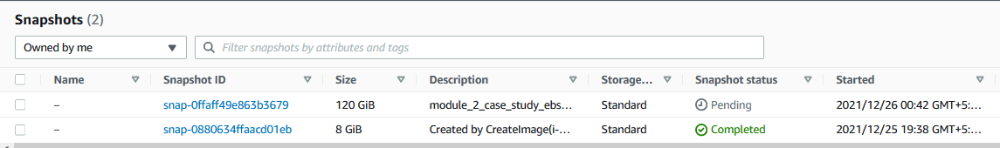 Snapshots (2)
Owned by me Filter snapshots by attributes and tags
Name Snapshot ID Size Description Storage... Snapshot status Started
– snap-0ffaff49e863b3679 120 GiB module_2_case_study_ebs... Standard Pending 2021/12/26 00:42 GMT+5:...
– snap-0880634ffaacd01eb 8 GiB Created by CreateImage(i-... Standard Completed 2021/12/25 19:38 GMT+5:...